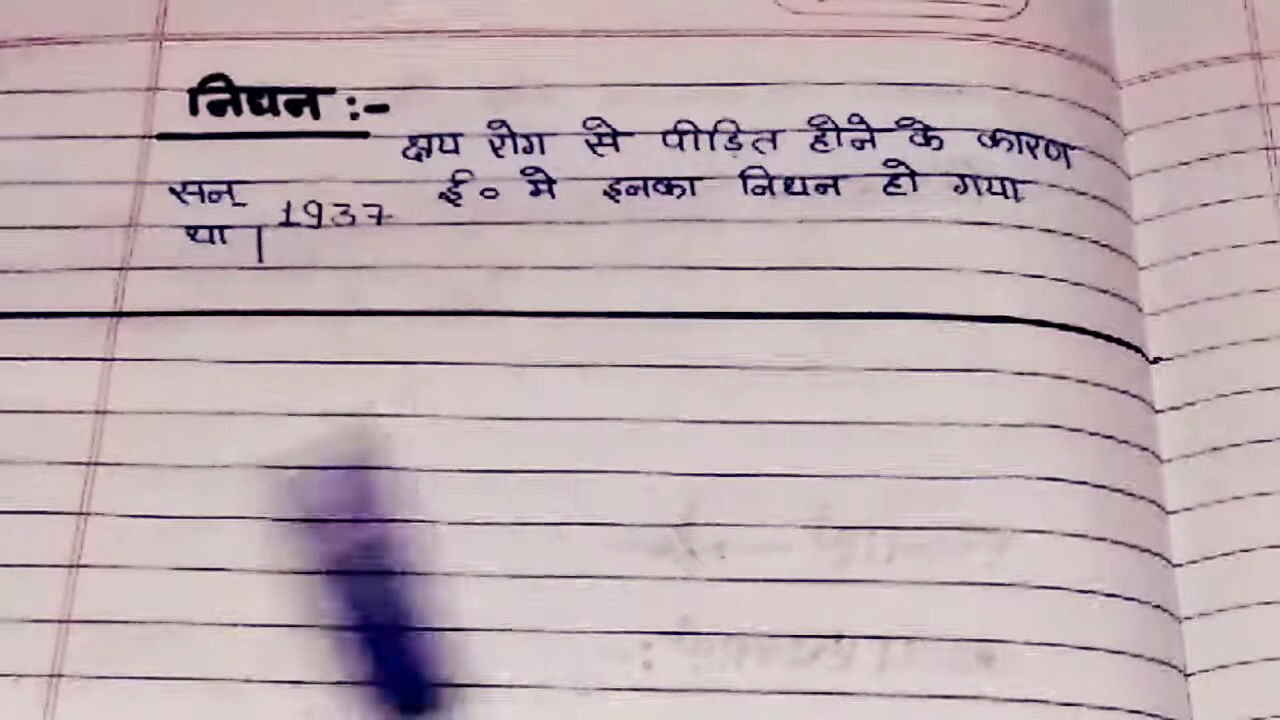 निधन :-
क्षय रोग से पीड़ित होने के कारण
सन् 1937 ई० मे इनका निधन हो गया
था |